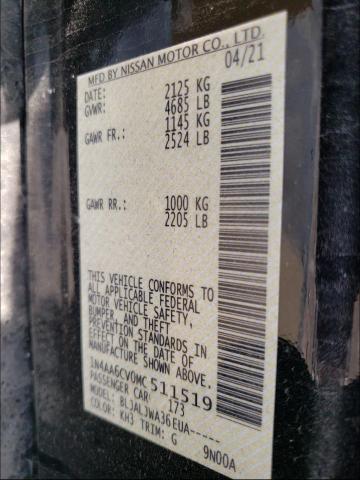 MFD BY NISSAN MOTOR CO., LTD.
04/21
DATE: 2125 KG
GVWR: 4685 LB
GAWR FR.: 1145 KG
2524 LB
GAWR RR.: 1000 KG
2205 LB
THIS VEHICLE CONFORMS TO
ALL APPLICABLE FEDERAL
MOTOR VEHICLE SAFETY,
BUMPER, AND THEFT
PREVENTION STANDARDS IN
EFFECT ON THE DATE OF
MANUFACTURE SHOWN ABOVE.
1N4AA6CV0MC511519
PASSENGER CAR 173
MODEL: BLJALJWA36EUA-----
COLOR: KH3 TRIM: G 9N00A